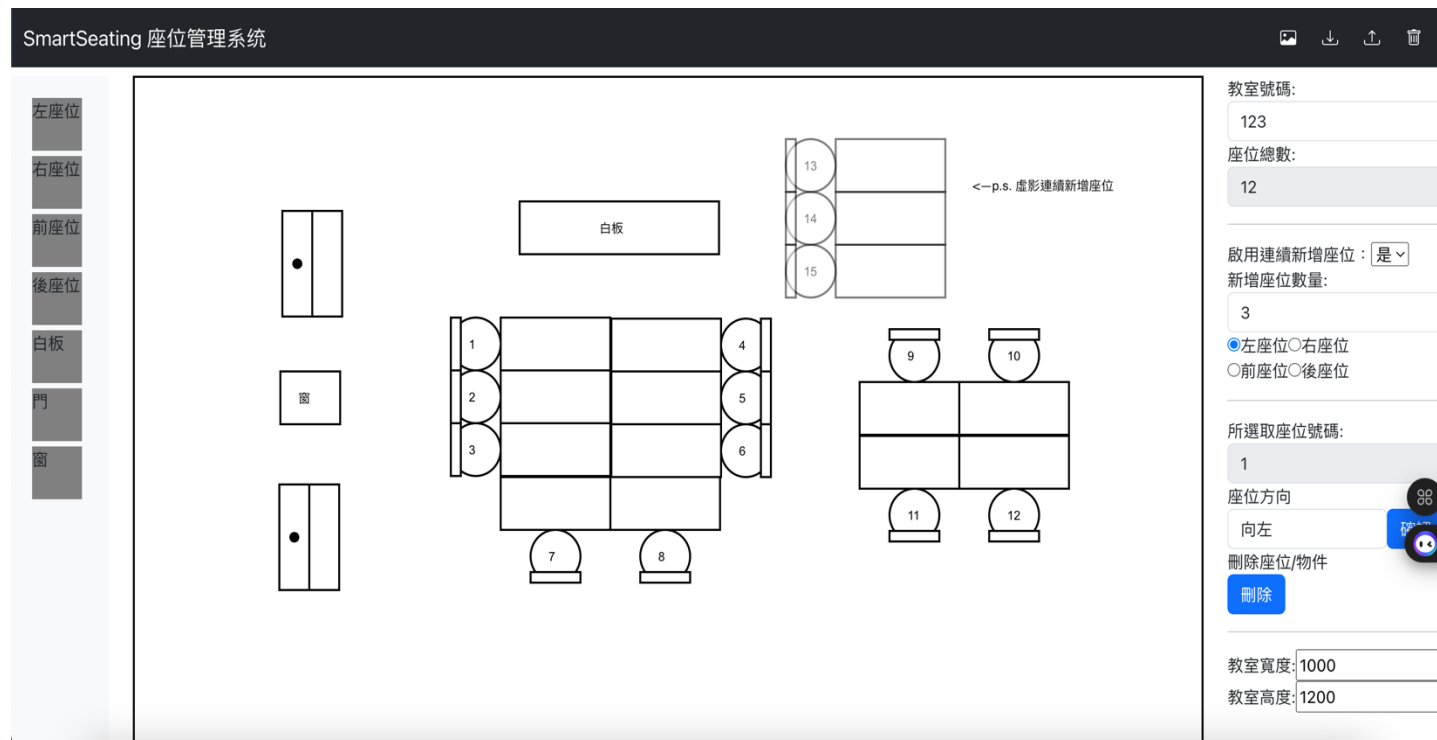 SmartSeating 座位管理系统
左座位
右座位
前座位
後座位
白板
門
窗
白板
窗
13
14
15
<—p.s. 虛影連續新增座位
1
2
3
4
5
6
7
8
9
10
11
12
教室號碼:
123
座位總數:
12
啟用連續新增座位：是
新增座位數量:
3
左座位 右座位
前座位 後座位
所選取座位號碼:
1
座位方向
向左
刪除座位/物件
刪除
教室寬度: 1000
教室高度: 1200